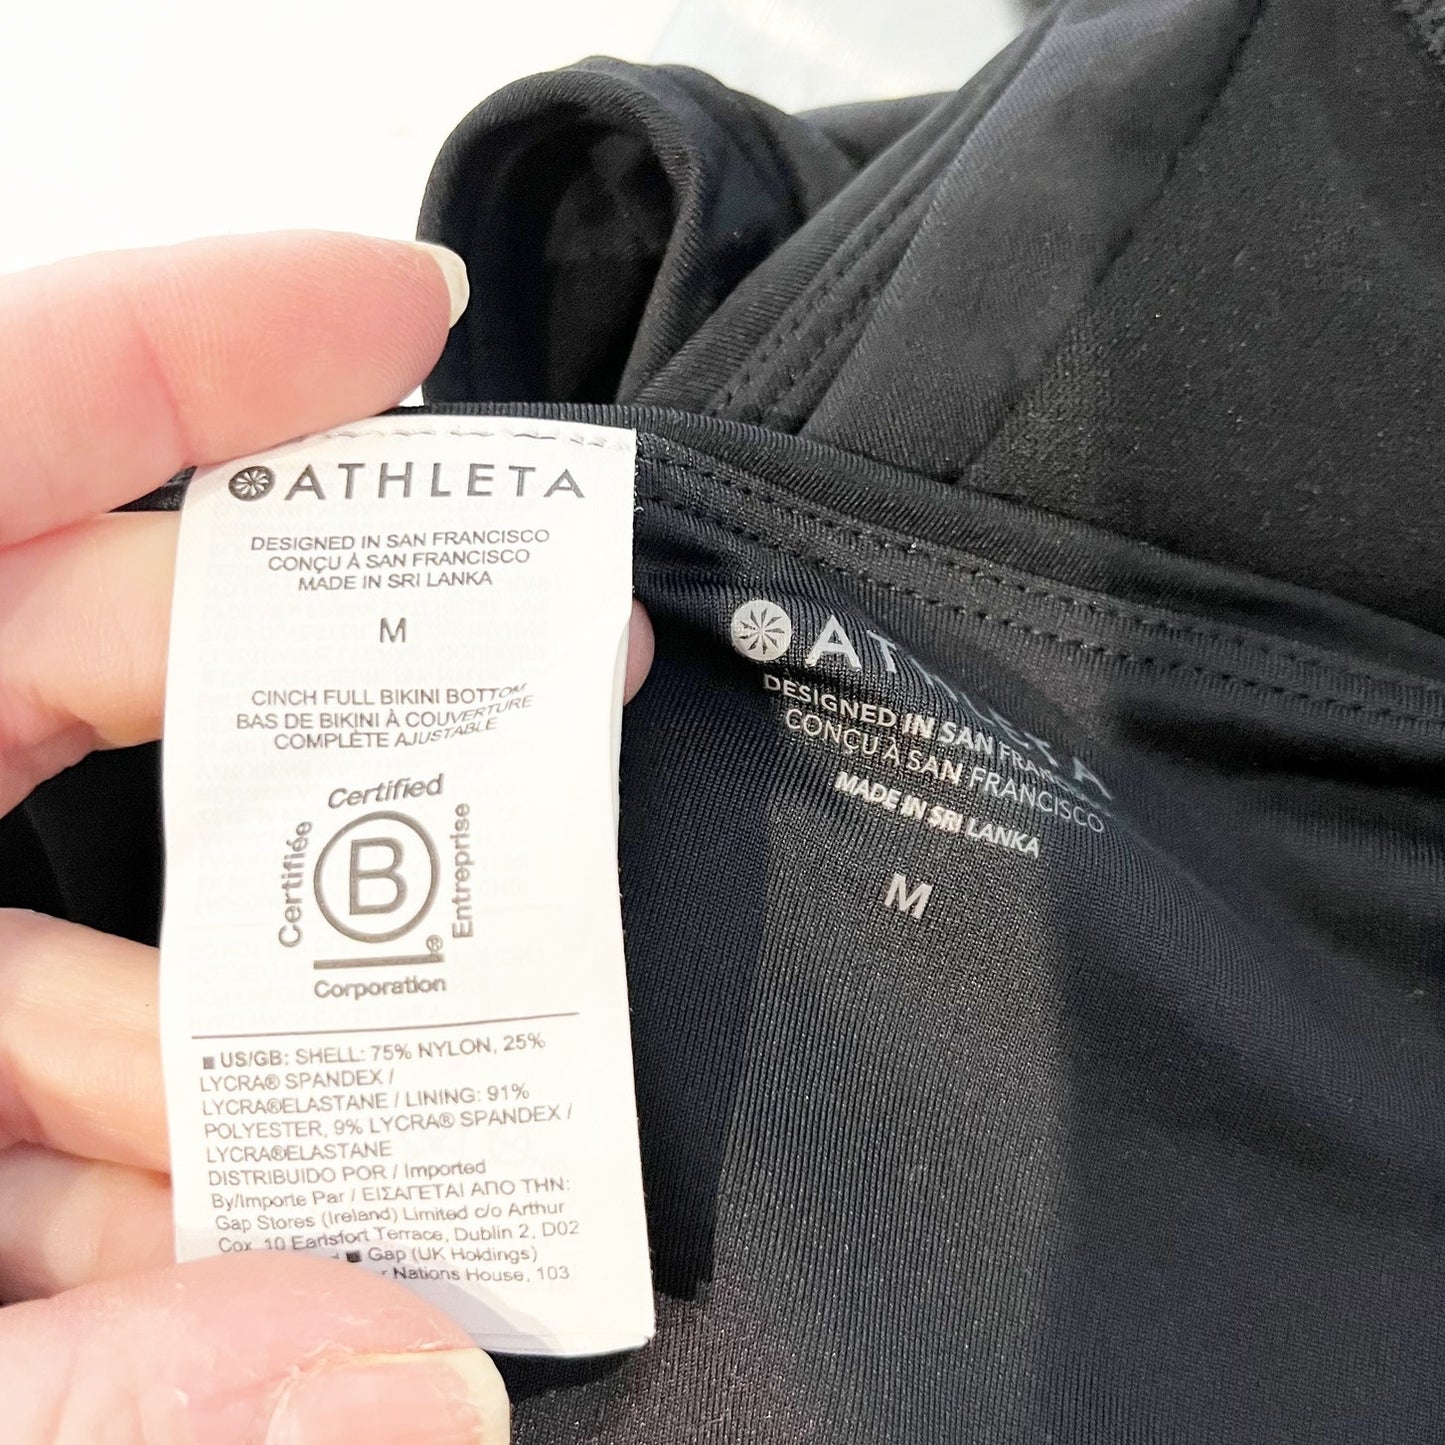 ATHLETA
DESIGNED IN SAN FRANCISCO
CONÇU À SAN FRANCISCO
MADE IN SRI LANKA
M
CINCH FULL BIKINI BOTTOM
BAS DE BIKINI À COUVERTURE
COMPLÈTE AJUSTABLE
Certified
Certifiée
B
®
Entreprise
Corporation
US/GB: SHELL: 75% NYLON, 25%
LYCRA® SPANDEX /
LYCRA®ELASTANE / LINING: 91%
POLYESTER, 9% LYCRA® SPANDEX /
LYCRA®ELASTANE
DISTRIBUIDO POR / Imported
By/Importe Par / ΕΙΣΑΓΕΤΑΙ ΑΠΟ ΤΗΝ:
Gap Stores (Ireland) Limited c/o Arthur
Cox, 10 Earlsfort Terrace, Dublin 2, D02
Gap (UK Holdings)
Nations House, 103
ATHLETA
DESIGNED IN SAN FRANCISCO
CONÇU À SAN FRANCISCO
MADE IN SRI LANKA
M